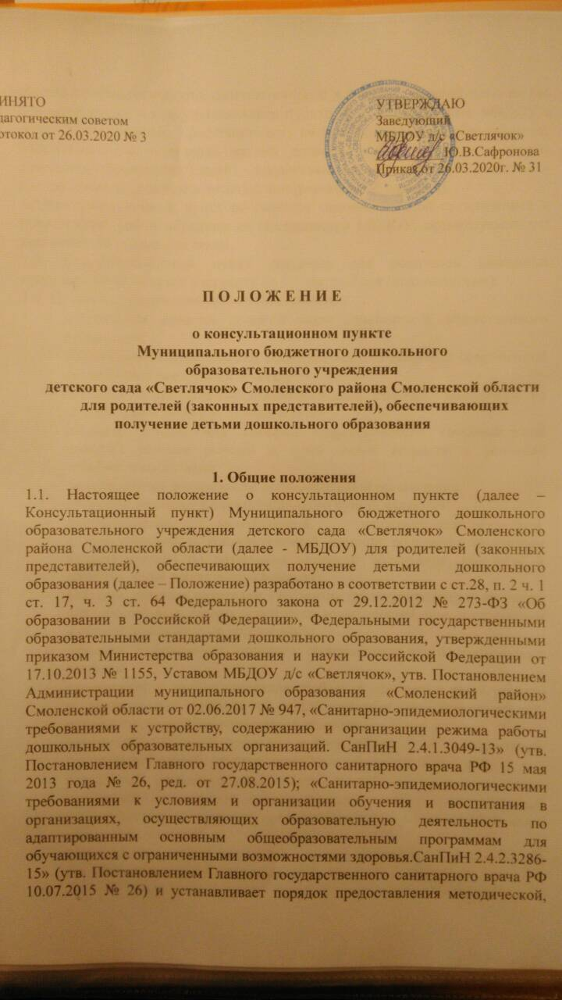 ИНЯТО
дагогическим советом
отокол от 26.03.2020 № 3
УТВЕРЖДАЮ
Заведующий
МБДОУ д/с «Светлячок»
Ю.В.Сафронова
Приказ от 26.03.2020г. № 31
П О Л О Ж Е Н И Е
о консультационном пункте
Муниципального бюджетного дошкольного
образовательного учреждения
детского сада «Светлячок» Смоленского района Смоленской области
для родителей (законных представителей), обеспечивающих
получение детьми дошкольного образования
1. Общие положения
1.1. Настоящее положение о консультационном пункте (далее –
Консультационный пункт) Муниципального бюджетного дошкольного
образовательного учреждения детского сада «Светлячок» Смоленского
района Смоленской области (далее - МБДОУ) для родителей (законных
представителей), обеспечивающих получение детьми дошкольного
образования (далее – Положение) разработано в соответствии с ст.28, п. 2 ч. 1
ст. 17, ч. 3 ст. 64 Федерального закона от 29.12.2012 № 273-ФЗ «Об
образовании в Российской Федерации», Федеральными государственными
образовательными стандартами дошкольного образования, утвержденными
приказом Министерства образования и науки Российской Федерации от
17.10.2013 № 1155, Уставом МБДОУ д/с «Светлячок», утв. Постановлением
Администрации муниципального образования «Смоленский район»
Смоленской области от 02.06.2017 № 947, «Санитарно-эпидемиологическими
требованиями к устройству, содержанию и организации режима работы
дошкольных образовательных организаций. СанПиН 2.4.1.3049-13» (утв.
Постановлением Главного государственного санитарного врача РФ 15 мая
2013 года № 26, ред. от 27.08.2015); «Санитарно-эпидемиологическими
требованиями к условиям и организации обучения и воспитания в
организациях, осуществляющих образовательную деятельность по
адаптированным основным общеобразовательным программам для
обучающихся с ограниченными возможностями здоровья.СанПиН 2.4.2.3286-
15» (утв. Постановлением Главного государственного санитарного врача РФ
10.07.2015 № 26) и устанавливает порядок предоставления методической,